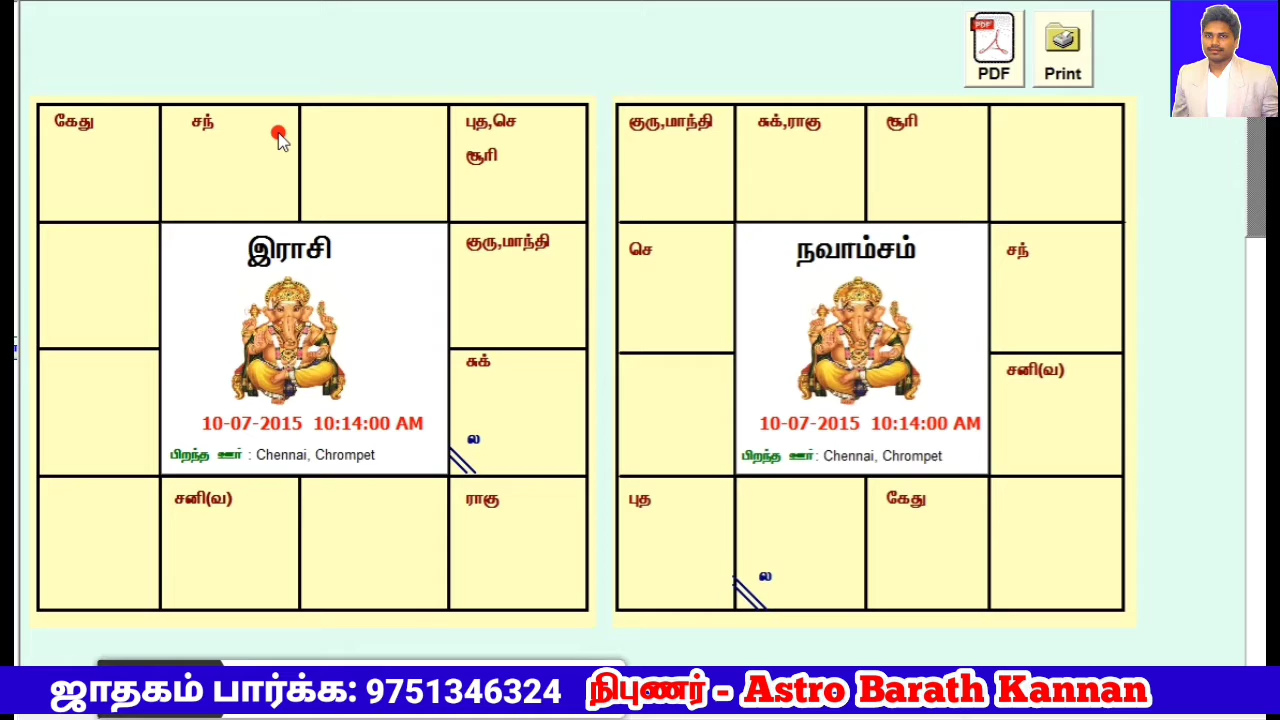 PDF
PDF
Print
கேது
சந்
புத,செ
சூரி
குரு,மாந்தி
சுக்
ல
சனி(வ)
ராகு
இராசி
10-07-2015 10:14:00 AM
பிறந்த ஊர் : Chennai, Chrompet
குரு,மாந்தி
சுக்,ராகு
சூரி
செ
சந்
சனி(வ)
புத
ல
கேது
நவாம்சம்
10-07-2015 10:14:00 AM
பிறந்த ஊர்: Chennai, Chrompet
ஜாதகம் பார்க்க: 9751346324 நிபுணர் - Astro Barath Kannan